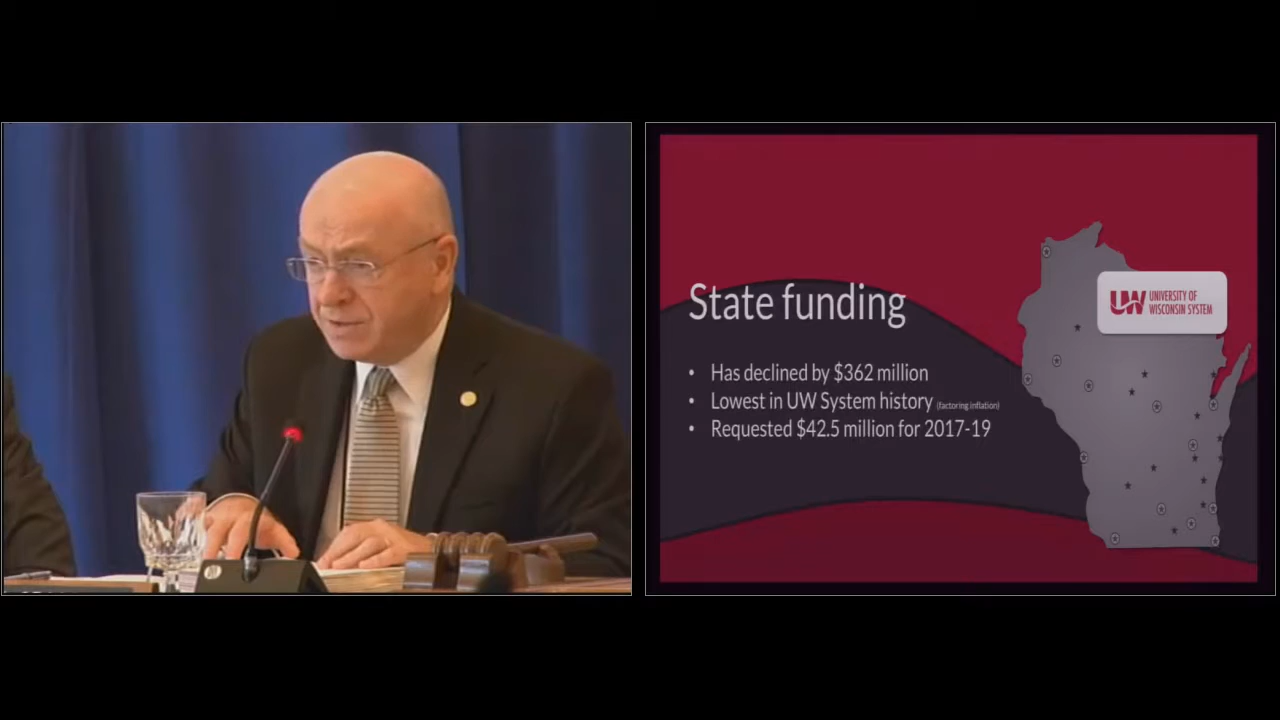 State funding
UW UNIVERSITY OF
WISCONSIN SYSTEM
• Has declined by $362 million
• Lowest in UW System history (factoring inflation)
• Requested $42.5 million for 2017-19